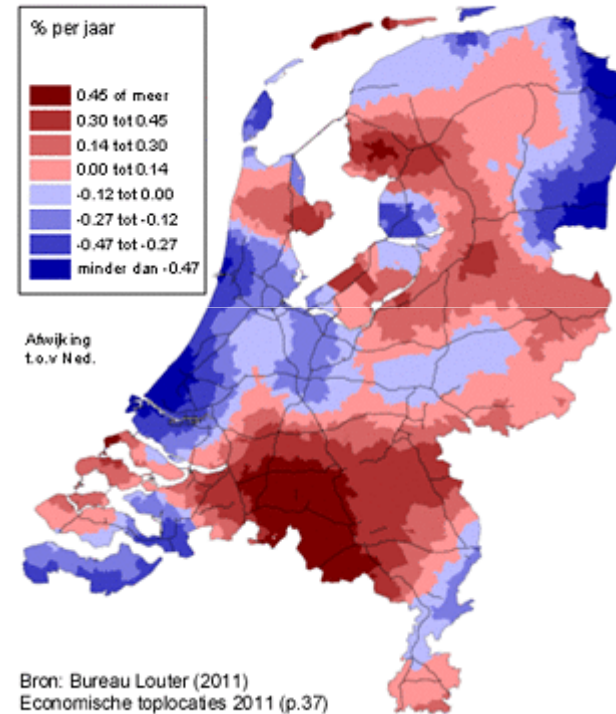 % per jaar
0.45 of meer
0.30 tot 0.45
0.14 tot 0.30
0.00 tot 0.14
-0.12 tot 0.00
-0.27 tot -0.12
-0.47 tot -0.27
minder dan -0.47
Afwijking
t.o.v Ned.
Bron: Bureau Louter (2011)
Economische toplocaties 2011 (p.37)